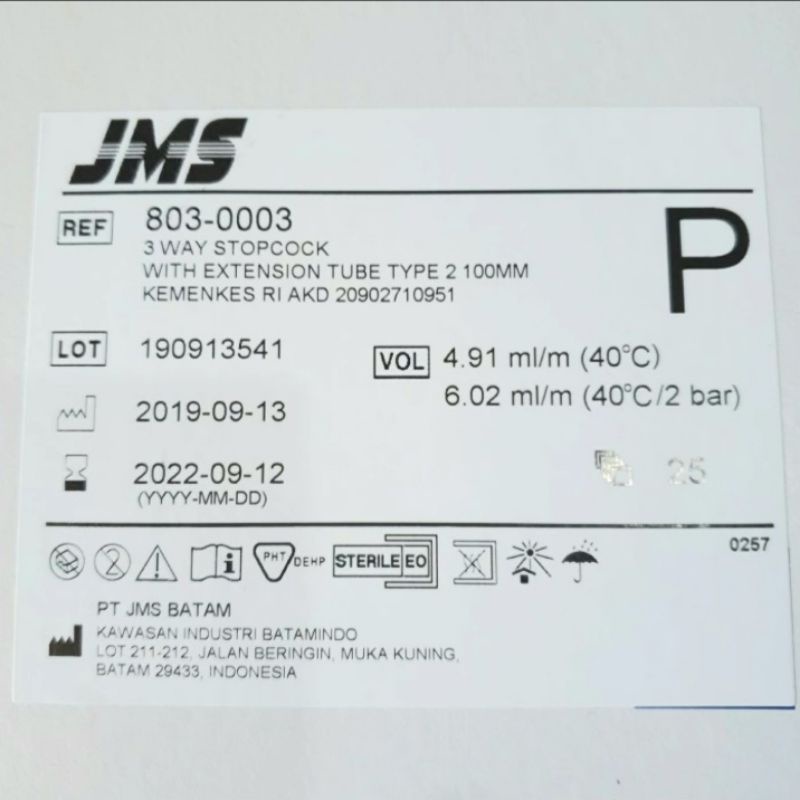 JMS
REF 803-0003
3 WAY STOPCOCK
WITH EXTENSION TUBE TYPE 2 100MM
KEMENKES RI AKD 20902710951
P
LOT 190913541
VOL 4.91 ml/m (40°C)
6.02 ml/m (40°C/2 bar)
2019-09-13
2022-09-12
(YYYY-MM-DD)
25
0257
2 i PHT DEHP STERILE EO
PT JMS BATAM
KAWASAN INDUSTRI BATAMINDO
LOT 211-212, JALAN BERINGIN, MUKA KUNING,
BATAM 29433, INDONESIA